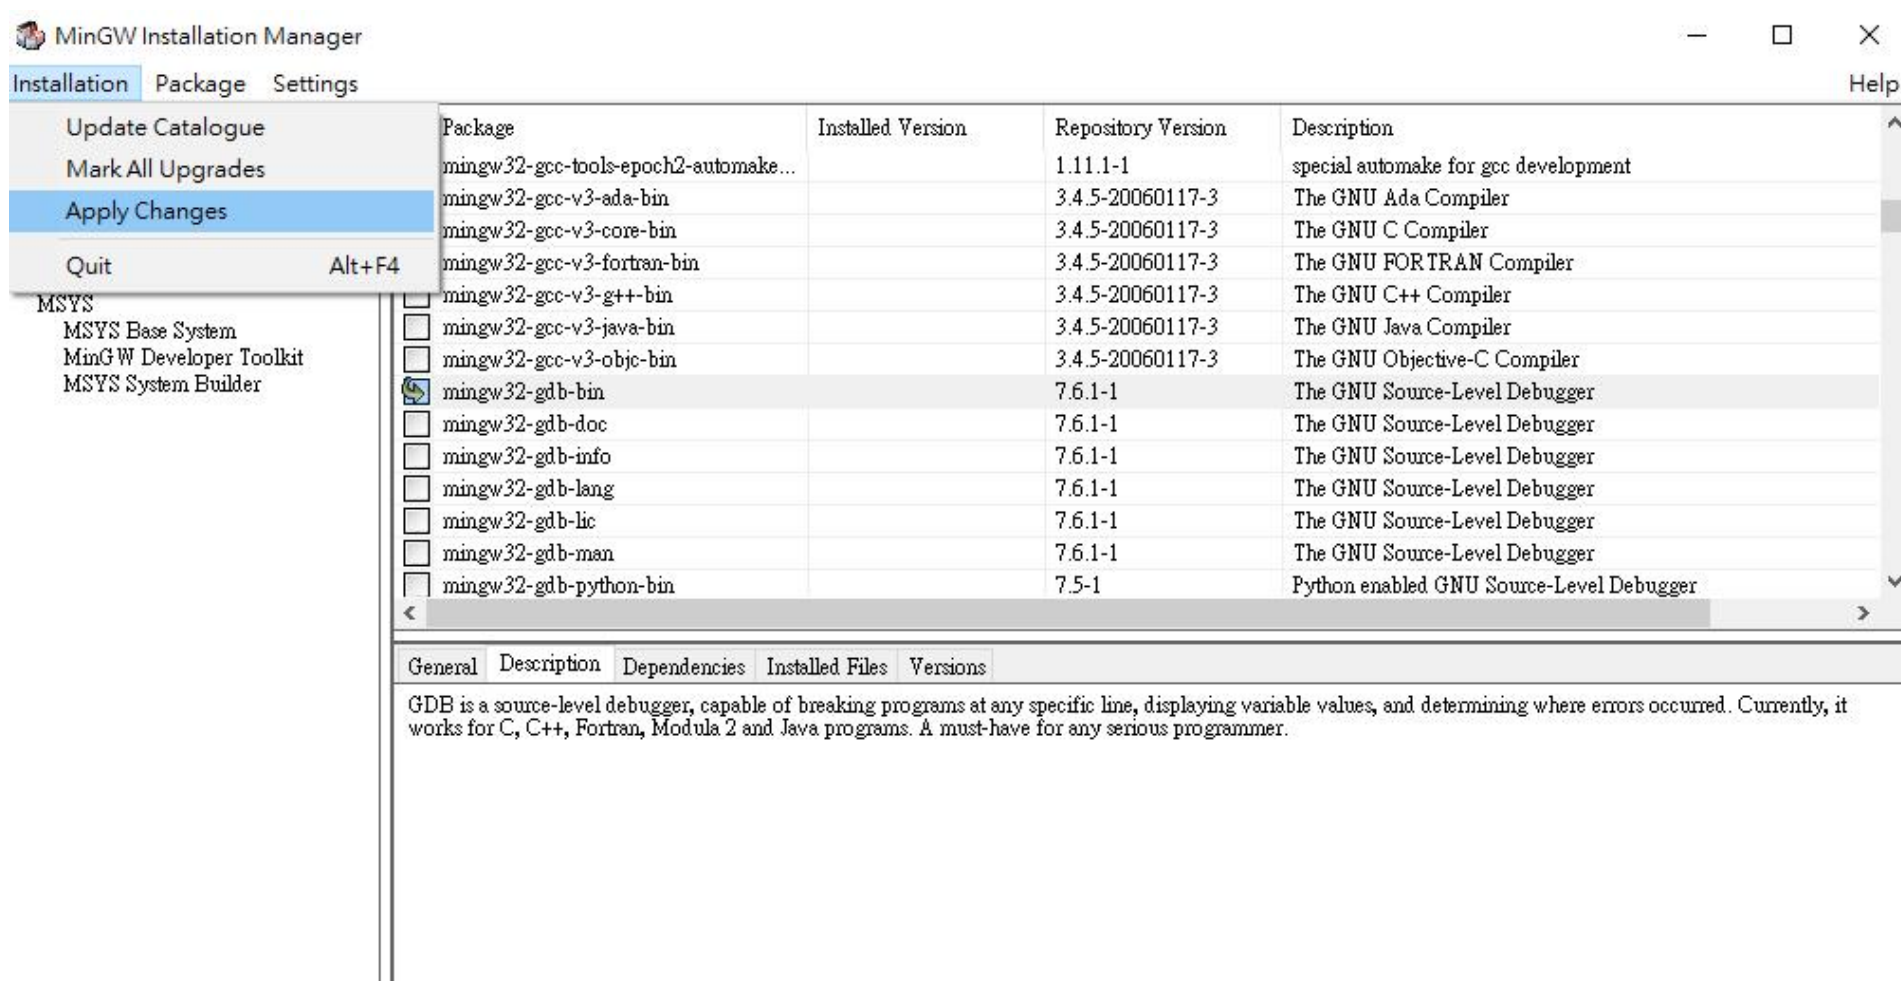 MinGW Installation Manager
Installation Package Settings Help
Update Catalogue
Mark All Upgrades
Apply Changes
Quit Alt+F4
MSYS
MSYS Base System
MinGW Developer Toolkit
MSYS System Builder
Package Installed Version Repository Version Description
mingw32-gcc-tools-epoch2-automake... 1.11.1-1 special automake for gcc development
mingw32-gcc-v3-ada-bin 3.4.5-20060117-3 The GNU Ada Compiler
mingw32-gcc-v3-core-bin 3.4.5-20060117-3 The GNU C Compiler
mingw32-gcc-v3-fortran-bin 3.4.5-20060117-3 The GNU FORTRAN Compiler
mingw32-gcc-v3-g++-bin 3.4.5-20060117-3 The GNU C++ Compiler
mingw32-gcc-v3-java-bin 3.4.5-20060117-3 The GNU Java Compiler
mingw32-gcc-v3-objc-bin 3.4.5-20060117-3 The GNU Objective-C Compiler
mingw32-gdb-bin 7.6.1-1 The GNU Source-Level Debugger
mingw32-gdb-doc 7.6.1-1 The GNU Source-Level Debugger
mingw32-gdb-info 7.6.1-1 The GNU Source-Level Debugger
mingw32-gdb-lang 7.6.1-1 The GNU Source-Level Debugger
mingw32-gdb-lic 7.6.1-1 The GNU Source-Level Debugger
mingw32-gdb-man 7.6.1-1 The GNU Source-Level Debugger
mingw32-gdb-python-bin 7.5-1 Python enabled GNU Source-Level Debugger
General Description Dependencies Installed Files Versions
GDB is a source-level debugger, capable of breaking programs at any specific line, displaying variable values, and determining where errors occurred. Currently, it
works for C, C++, Fortran, Modula 2 and Java programs. A must-have for any serious programmer.